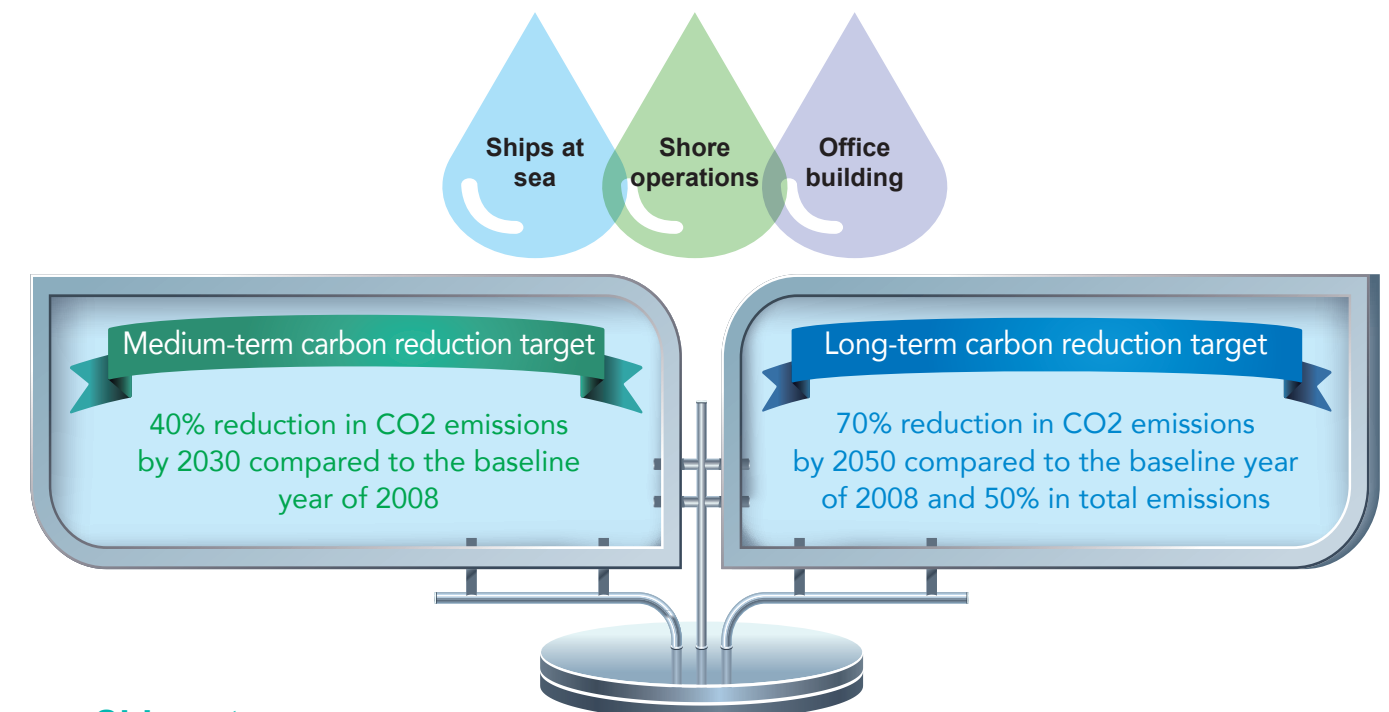 Ships at
sea
Shore
operations
Office
building
Medium-term carbon reduction target
40% reduction in CO2 emissions
by 2030 compared to the baseline
year of 2008
Long-term carbon reduction target
70% reduction in CO2 emissions
by 2050 compared to the baseline year
of 2008 and 50% in total emissions